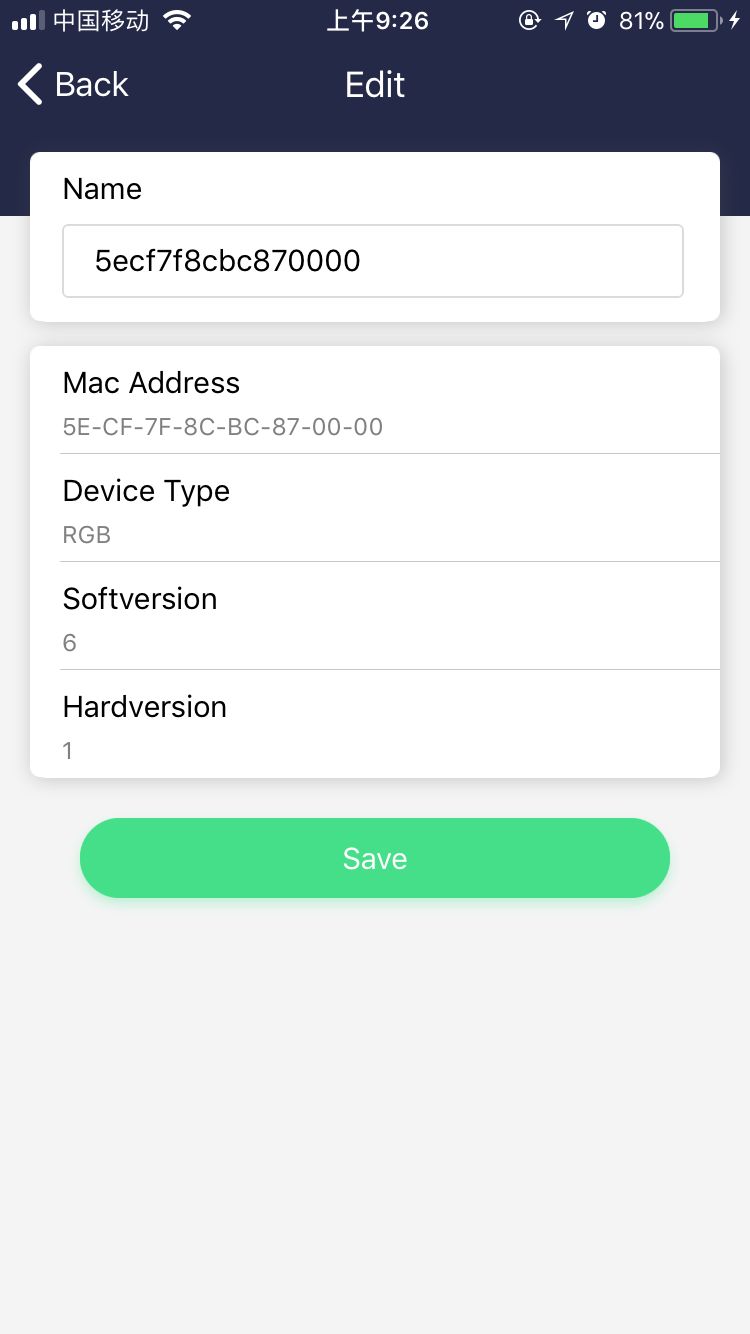 中国移动 上午9:26 81%
Back Edit
Name
5ecf7f8cbc870000
Mac Address
5E-CF-7F-8C-BC-87-00-00
Device Type
RGB
Softversion
6
Hardversion
1
Save